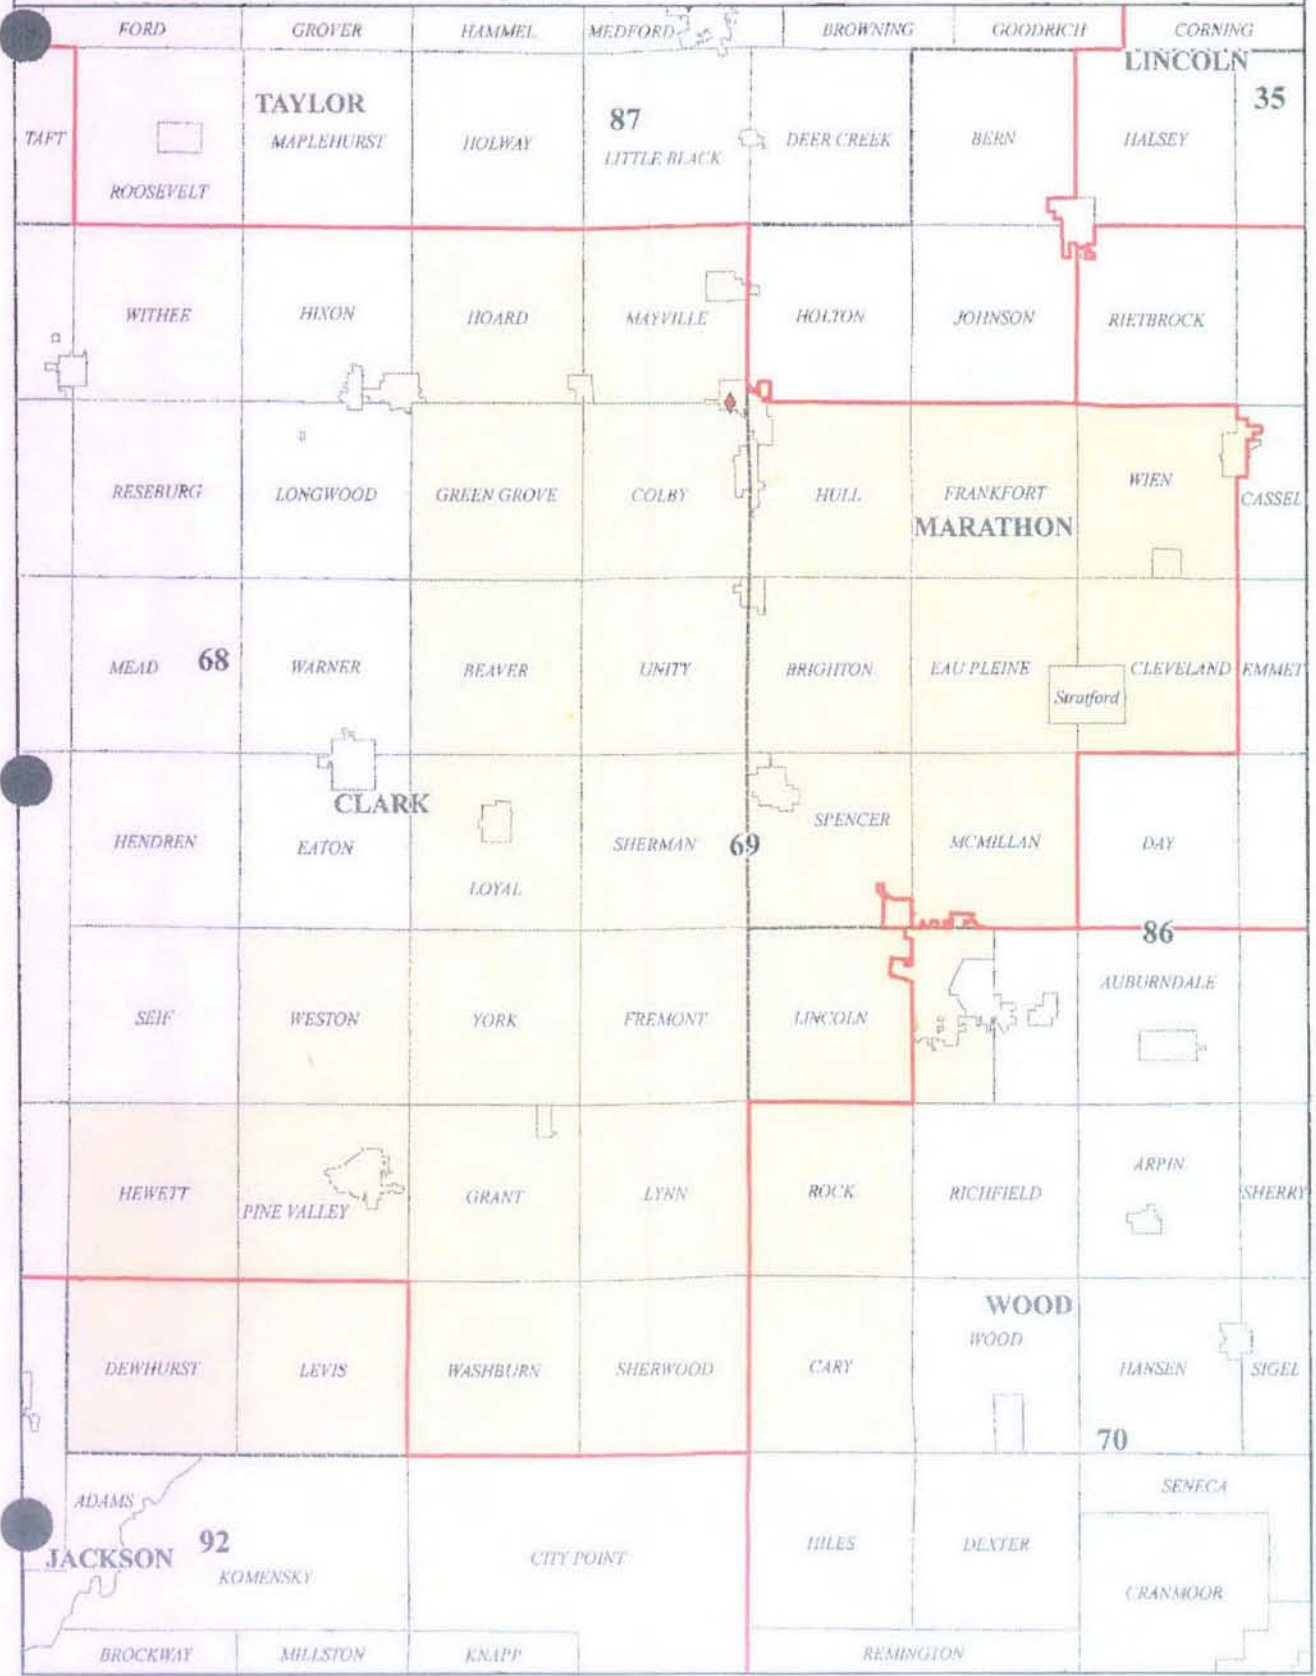 FORD GROVER HAMMEL MEDFORD BROWNING GOODRICH CORNING
LINCOLN
35
TAYLOR
87
TAFT MAPLEHURST HOLWAY LITTLE BLACK DEER CREEK BERN HALSEY
ROOSEVELT
WITHEE HIXON HOARD MAYVILLE HOLTON JOHNSON RIETBROCK
RESEBURG LONGWOOD GREEN GROVE COLBY HULL FRANKFORT WIEN CASSEL
MARATHON
MEAD 68 WARNER BEAVER UNITY BRIGHTON EAU PLEINE CLEVELAND EMMET
Stratford
CLARK
HENDREN EATON LOYAL SHERMAN 69 SPENCER MCMILLAN DAY
86
AUBURNDALE
SEIF WESTON YORK FREMONT LINCOLN
HEWETT PINE VALLEY GRANT LYNN ROCK RICHFIELD ARPIN SHERRY
WOOD
WOOD
DEWHURST LEVIS WASHBURN SHERWOOD CARY HANSEN SIGEL
70
SENECA
ADAMS
92
JACKSON
KOMENSKY CITY POINT HILES DEXTER CRANMOOR
BROCKWAY MILLSTON KNAPP REMINGTON